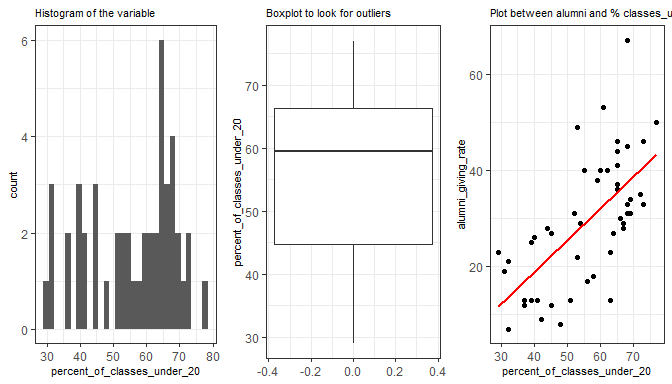 Histogram of the variable
count
6
4
2
0
30 40 50 60 70 80
percent_of_classes_under_20
Boxplot to look for outliers
percent_of_classes_under_20
70
60
50
40
30
-0.4 -0.2 0.0 0.2 0.4
Plot between alumni and % classes_u
alumni_giving_rate
60
40
20
30 40 50 60 70
percent_of_classes_under_20